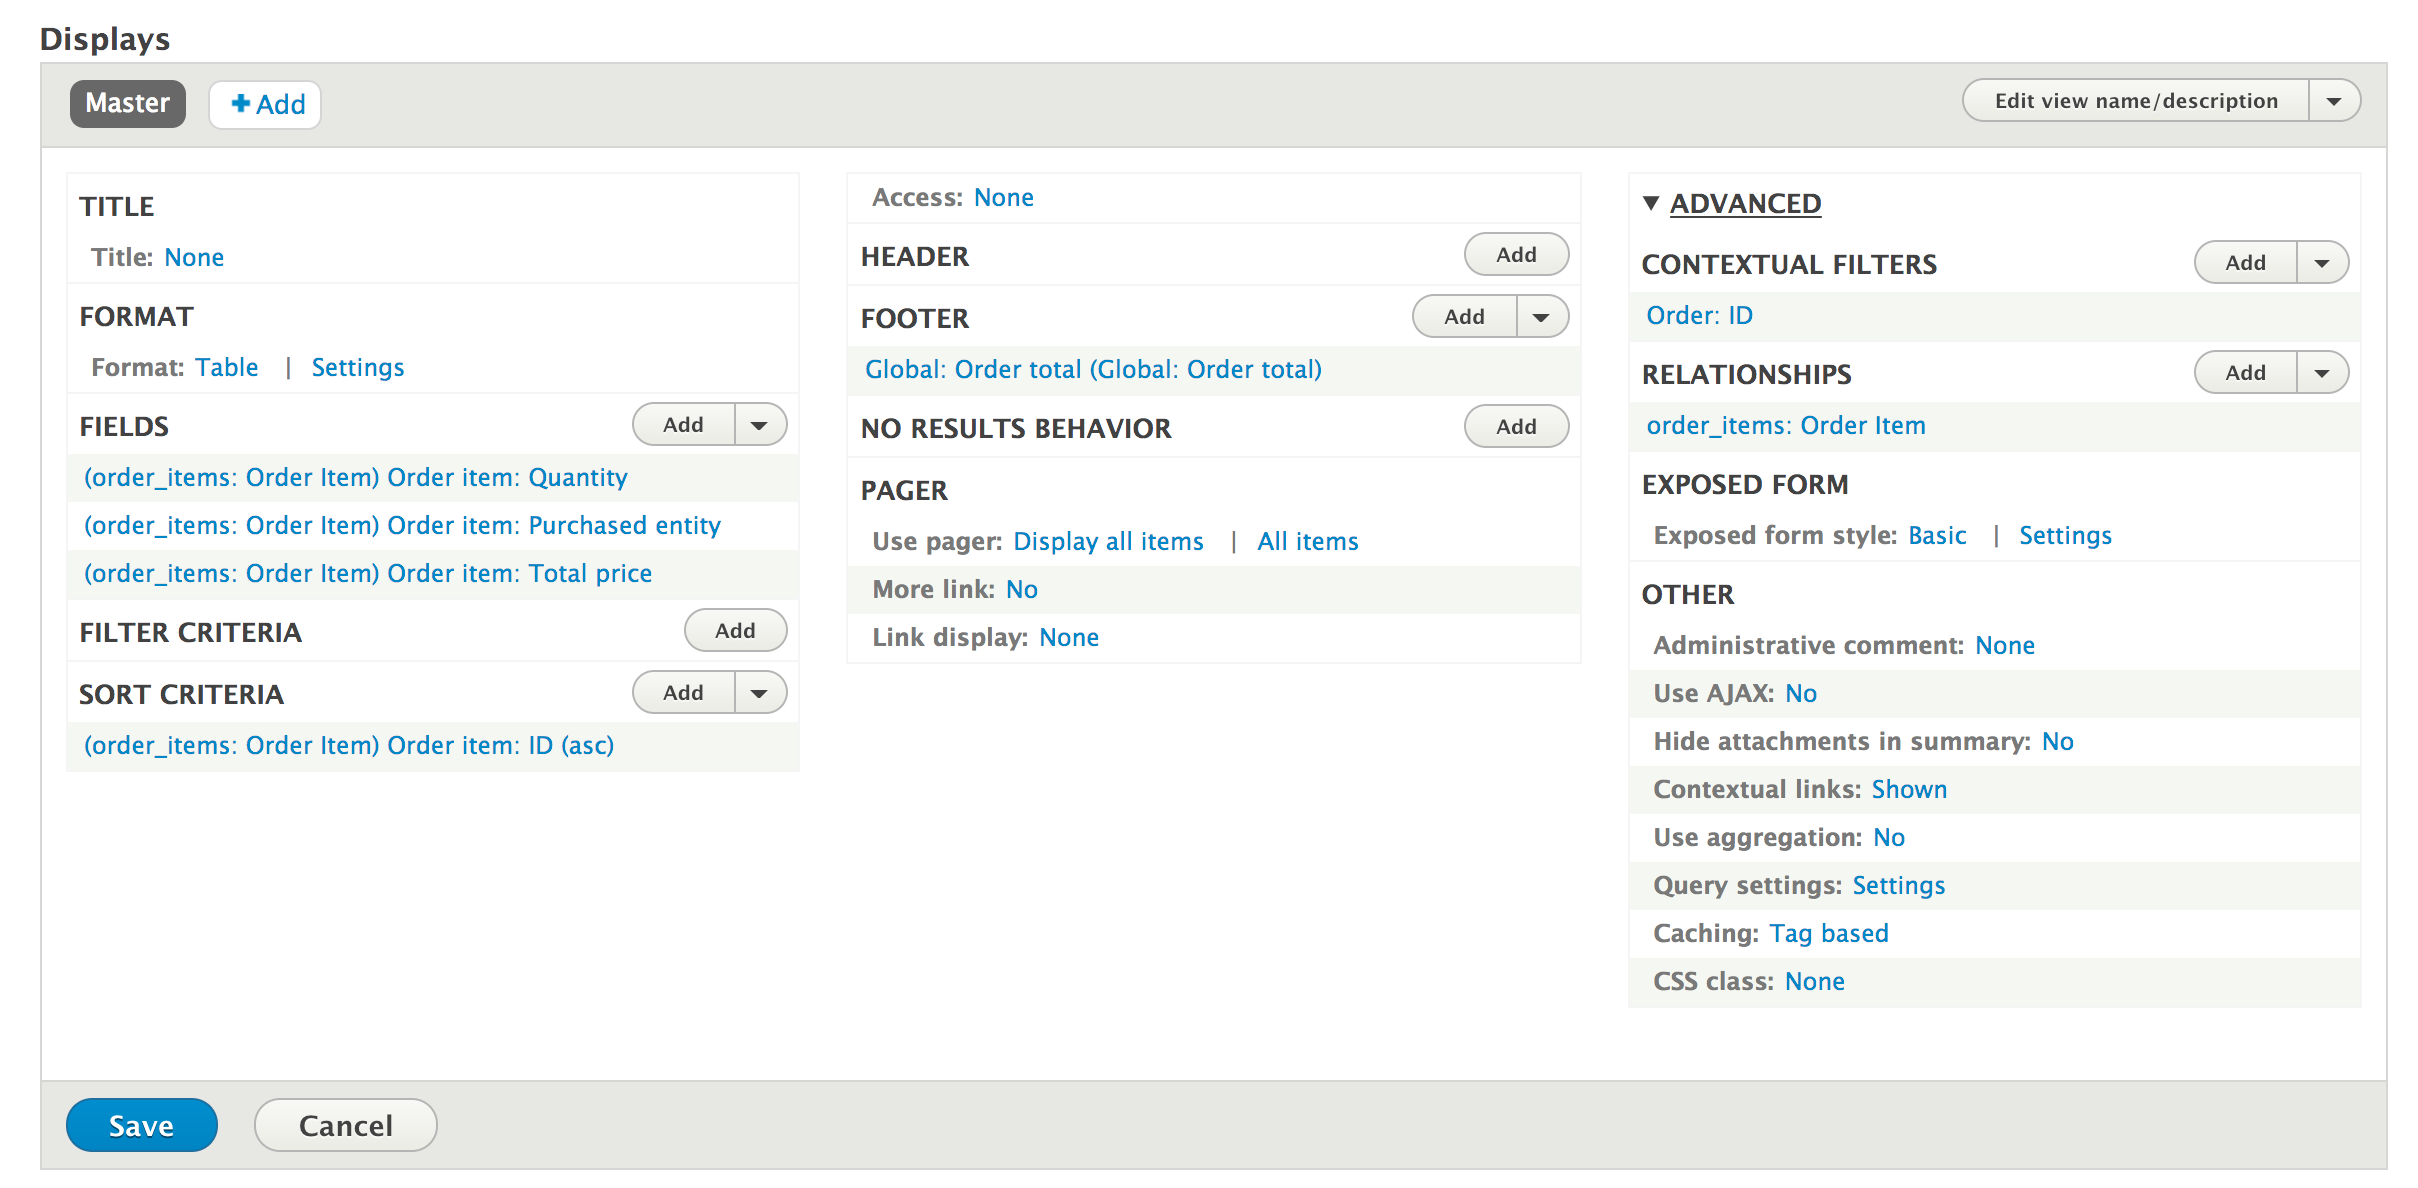 Displays
Master
Add
Edit view name/description
TITLE
Title: None
FORMAT
Format: Table | Settings
FIELDS
Add
(order_items: Order Item) Order item: Quantity
(order_items: Order Item) Order item: Purchased entity
(order_items: Order Item) Order item: Total price
FILTER CRITERIA
Add
SORT CRITERIA
Add
(order_items: Order Item) Order item: ID (asc)
Access: None
HEADER
Add
FOOTER
Add
Global: Order total (Global: Order total)
NO RESULTS BEHAVIOR
Add
PAGER
Use pager: Display all items | All items
More link: No
Link display: None
ADVANCED
CONTEXTUAL FILTERS
Add
Order: ID
RELATIONSHIPS
Add
order_items: Order Item
EXPOSED FORM
Exposed form style: Basic | Settings
OTHER
Administrative comment: None
Use AJAX: No
Hide attachments in summary: No
Contextual links: Shown
Use aggregation: No
Query settings: Settings
Caching: Tag based
CSS class: None
Save
Cancel